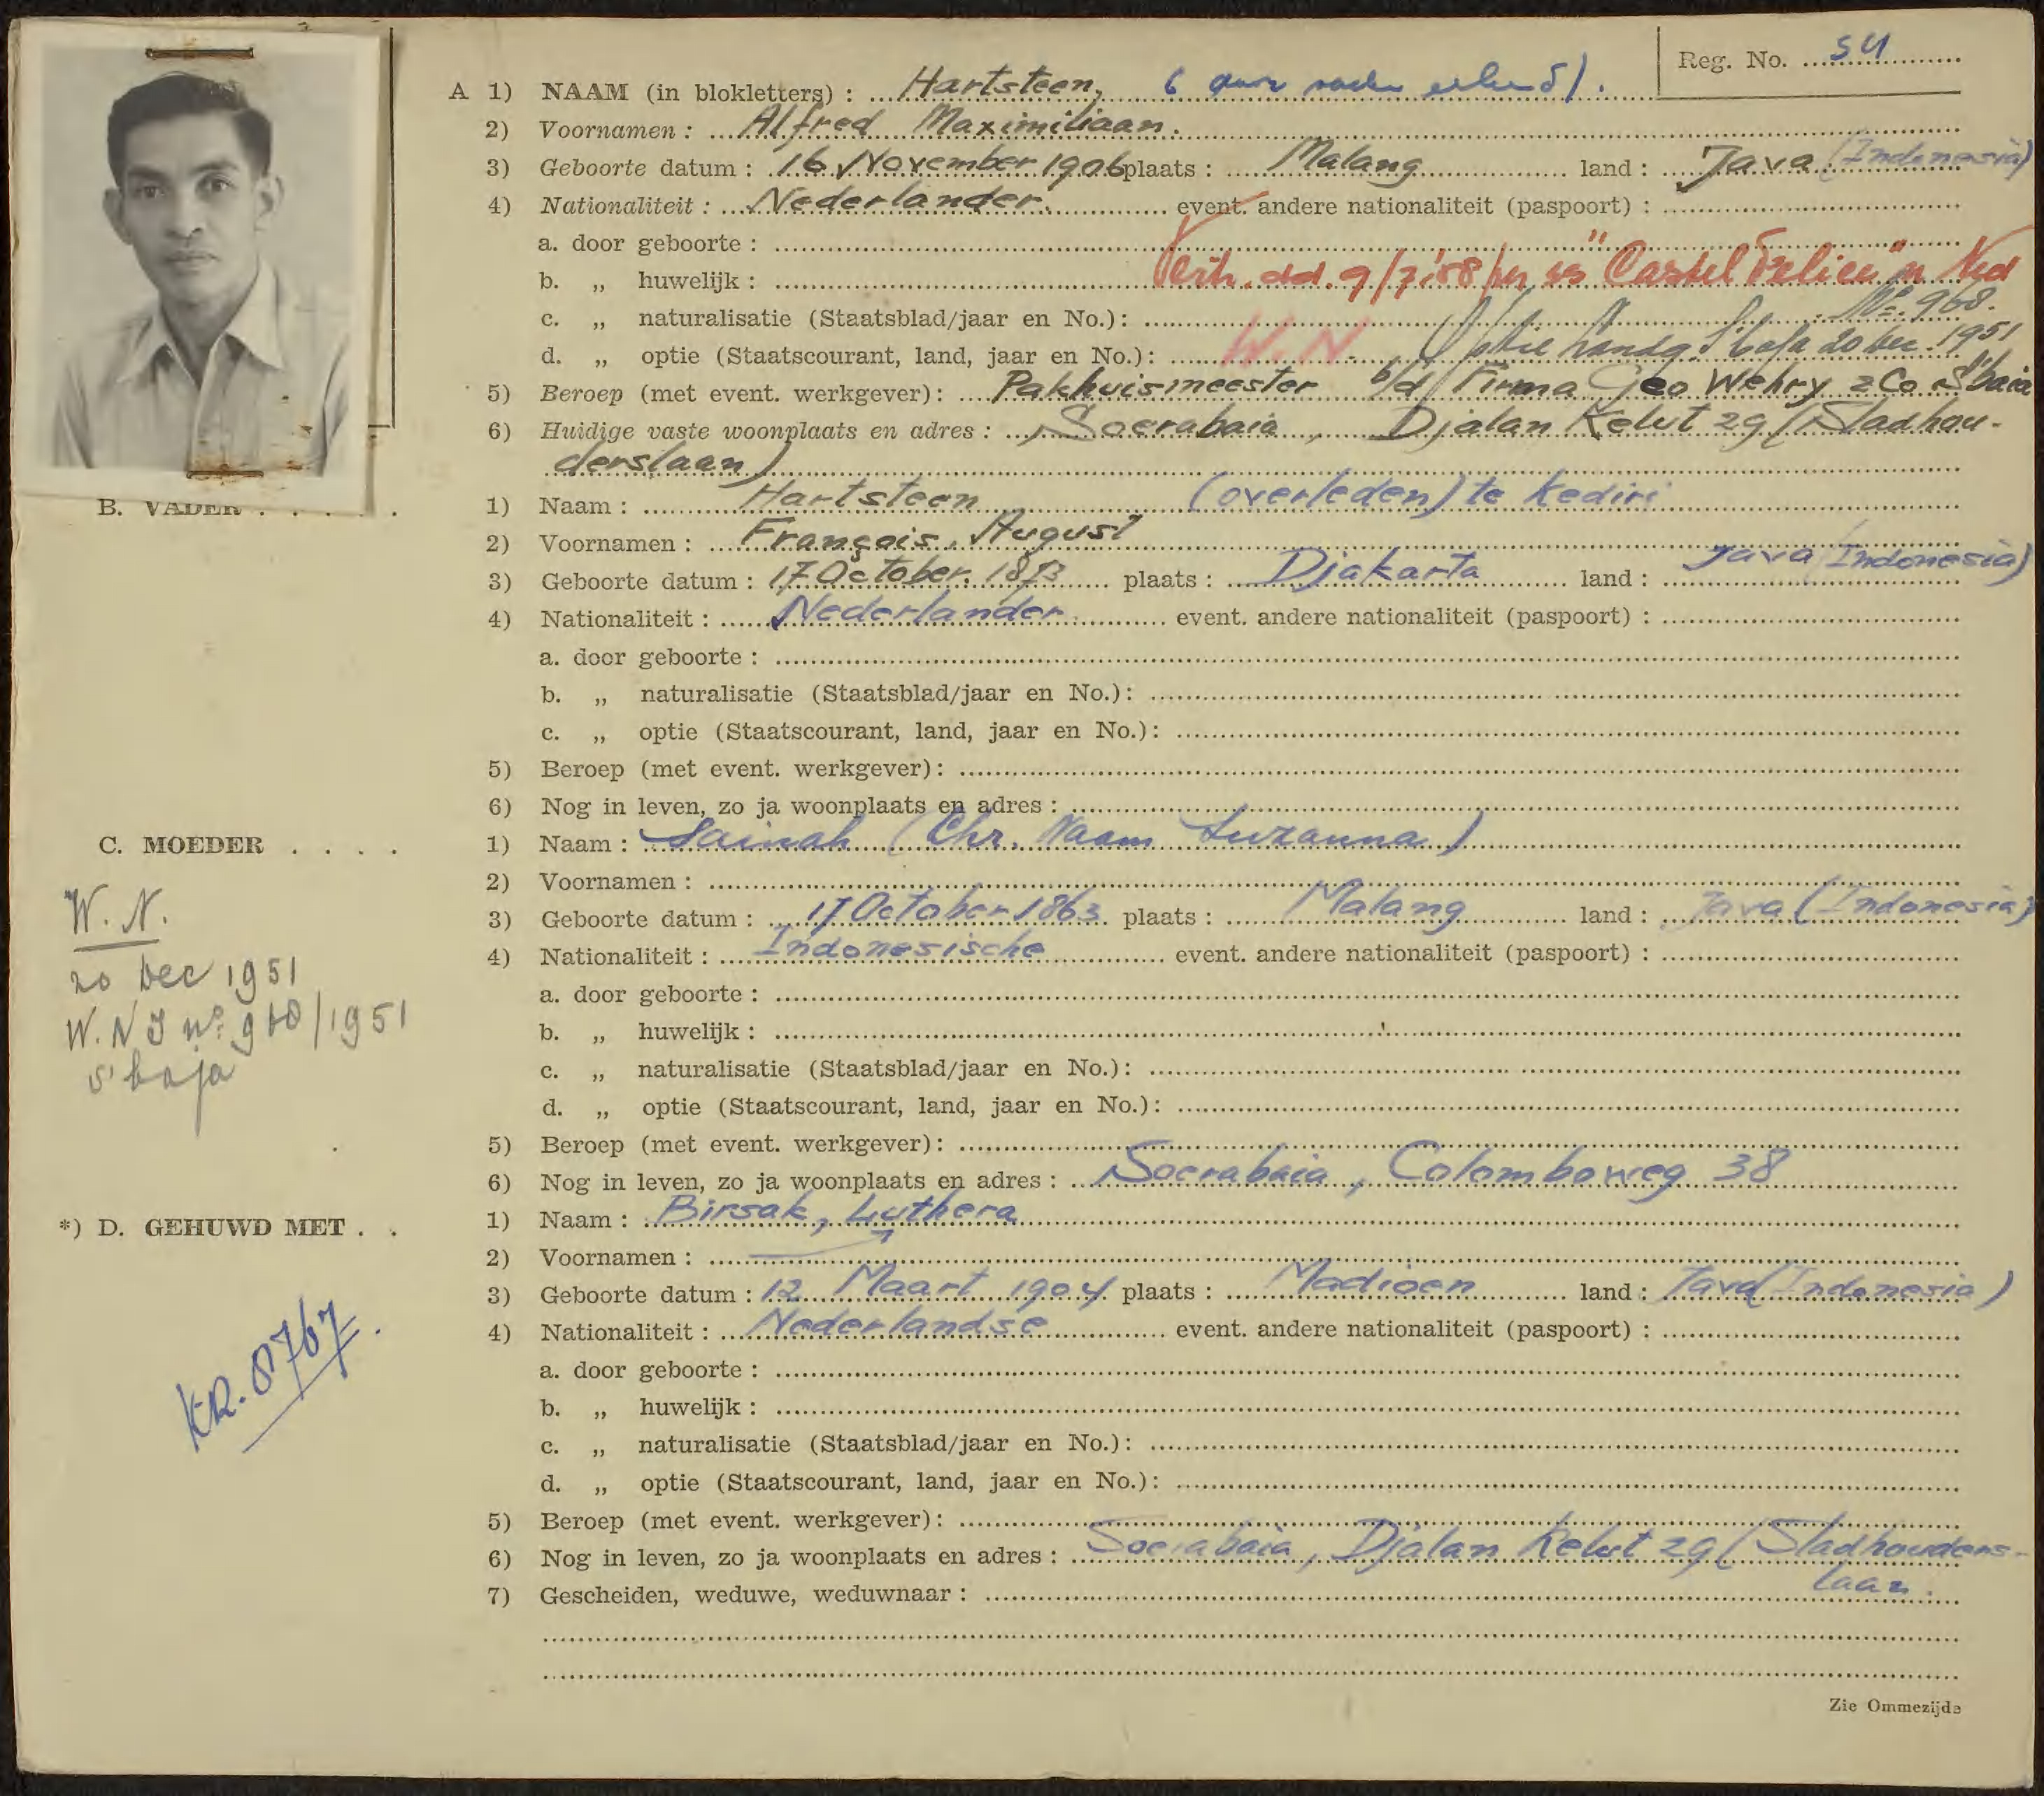 Reg. No. 54
A 1) NAAM (in blokletters) : Hartsteen,
2) Voornamen : Alfred Maximiliaan.
3) Geboorte datum : 16 November 1906 plaats : Malang land : Java (Indonesia)
4) Nationaliteit : Nederlander. event. andere nationaliteit (paspoort) :
a. door geboorte :
b. „ huwelijk : Vertr. dd. 9/7/'58 per ss "Castel Felice" n Ned
c. „ naturalisatie (Staatsblad/jaar en No.) : No. 968.
d. „ optie (Staatscourant, land, jaar en No.) : W.N. S'baja 20 Dec. 1951
5) Beroep (met event. werkgever) : Pakhuismeester b/d Firma Geo Wehry & Co S'baia
6) Huidige vaste woonplaats en adres : Soerabaia, Djalan Kelut 29 (Stadhou-
derslaan)
B. VADER . . . . . 1) Naam : Hartsteen (overleden) te Kediri
2) Voornamen : François, August
3) Geboorte datum : 17 October 1873 plaats : Djakarta land : Java (Indonesia)
4) Nationaliteit : Nederlander. event. andere nationaliteit (paspoort) :
a. door geboorte :
b. „ naturalisatie (Staatsblad/jaar en No.) :
c. „ optie (Staatscourant, land, jaar en No.) :
5) Beroep (met event. werkgever) :
6) Nog in leven, zo ja woonplaats en adres :
C. MOEDER . . . . 1) Naam : Sainah (Chr. Naam Suzanna)
2) Voornamen :
3) Geboorte datum : 17 October 1863 plaats : Malang land : Java (Indonesia)
4) Nationaliteit : Indonesische event. andere nationaliteit (paspoort) :
a. door geboorte :
b. „ huwelijk :
c. „ naturalisatie (Staatsblad/jaar en No.) :
d. „ optie (Staatscourant, land, jaar en No.) :
5) Beroep (met event. werkgever) :
6) Nog in leven, zo ja woonplaats en adres : Soerabaia, Colomboweg 38
W. N.
20 Dec 1951
W.N.I no. 968/1951
S'baja
*) D. GEHUWD MET . . 1) Naam : Birsak, Luthera
2) Voornamen :
3) Geboorte datum : 12 Maart 1904 plaats : Madioen land : Java (Indonesia)
4) Nationaliteit : Nederlandse event. andere nationaliteit (paspoort) :
a. door geboorte :
b. „ huwelijk :
c. „ naturalisatie (Staatsblad/jaar en No.) :
d. „ optie (Staatscourant, land, jaar en No.) :
5) Beroep (met event. werkgever) :
6) Nog in leven, zo ja woonplaats en adres : Soerabaia, Djalan Kelut 29 (Stadhouders-
laan.
7) Gescheiden, weduwe, weduwnaar :
KR. 8767.
Zie Ommezijde